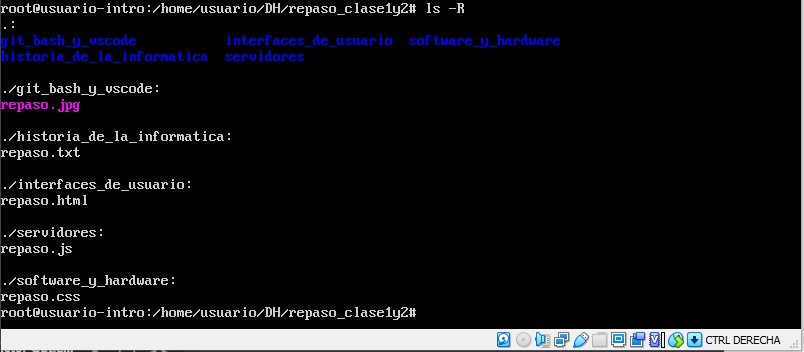 root@usuario-intro:/home/usuario/DH/repaso_clase1y2# ls -R
.:
git_bash_y_vscode interfaces_de_usuario software_y_hardware
historia_de_la_informatica servidores
./git_bash_y_vscode:
repaso.jpg
./historia_de_la_informatica:
repaso.txt
./interfaces_de_usuario:
repaso.html
./servidores:
repaso.js
./software_y_hardware:
repaso.css
root@usuario-intro:/home/usuario/DH/repaso_clase1y2#
CTRL DERECHA